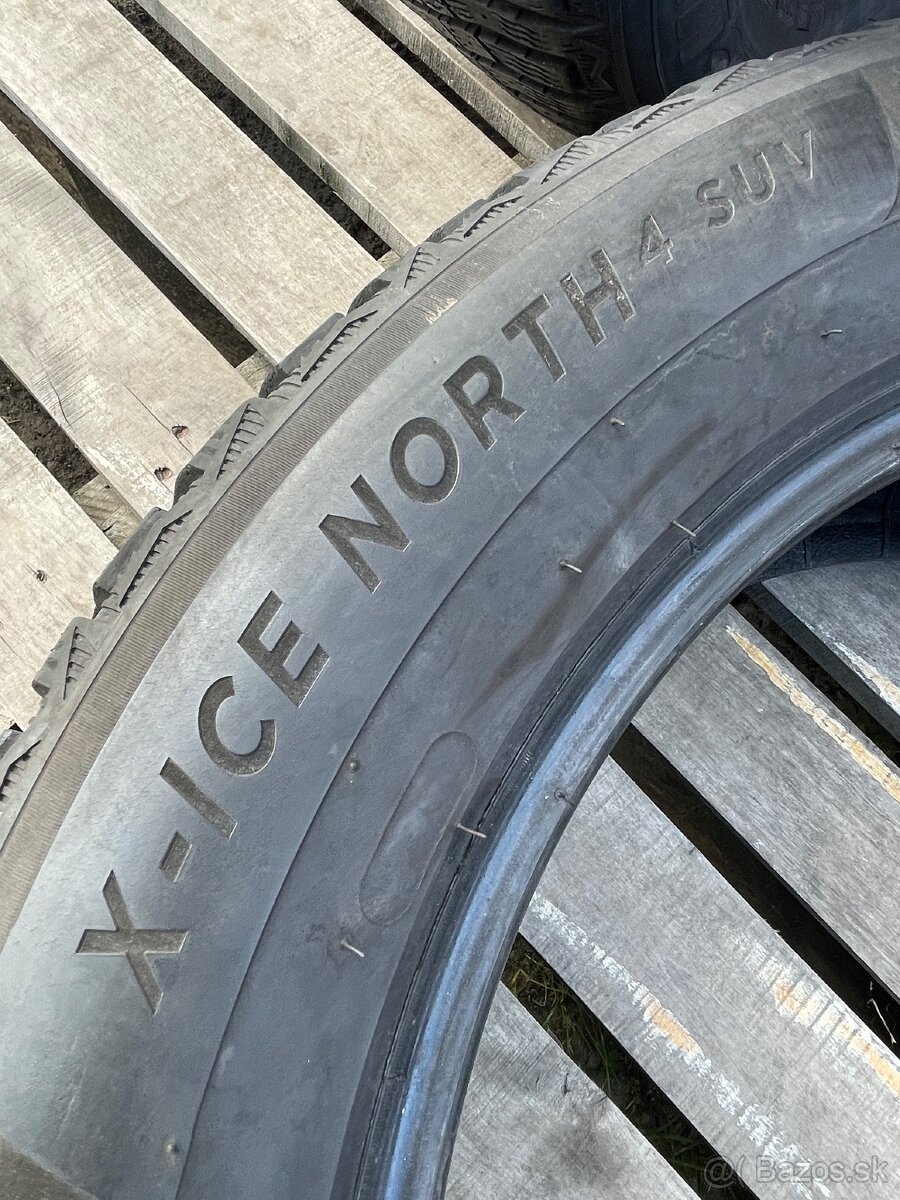 X-ICE NORTH 4 SUV
@( Bazos.sk